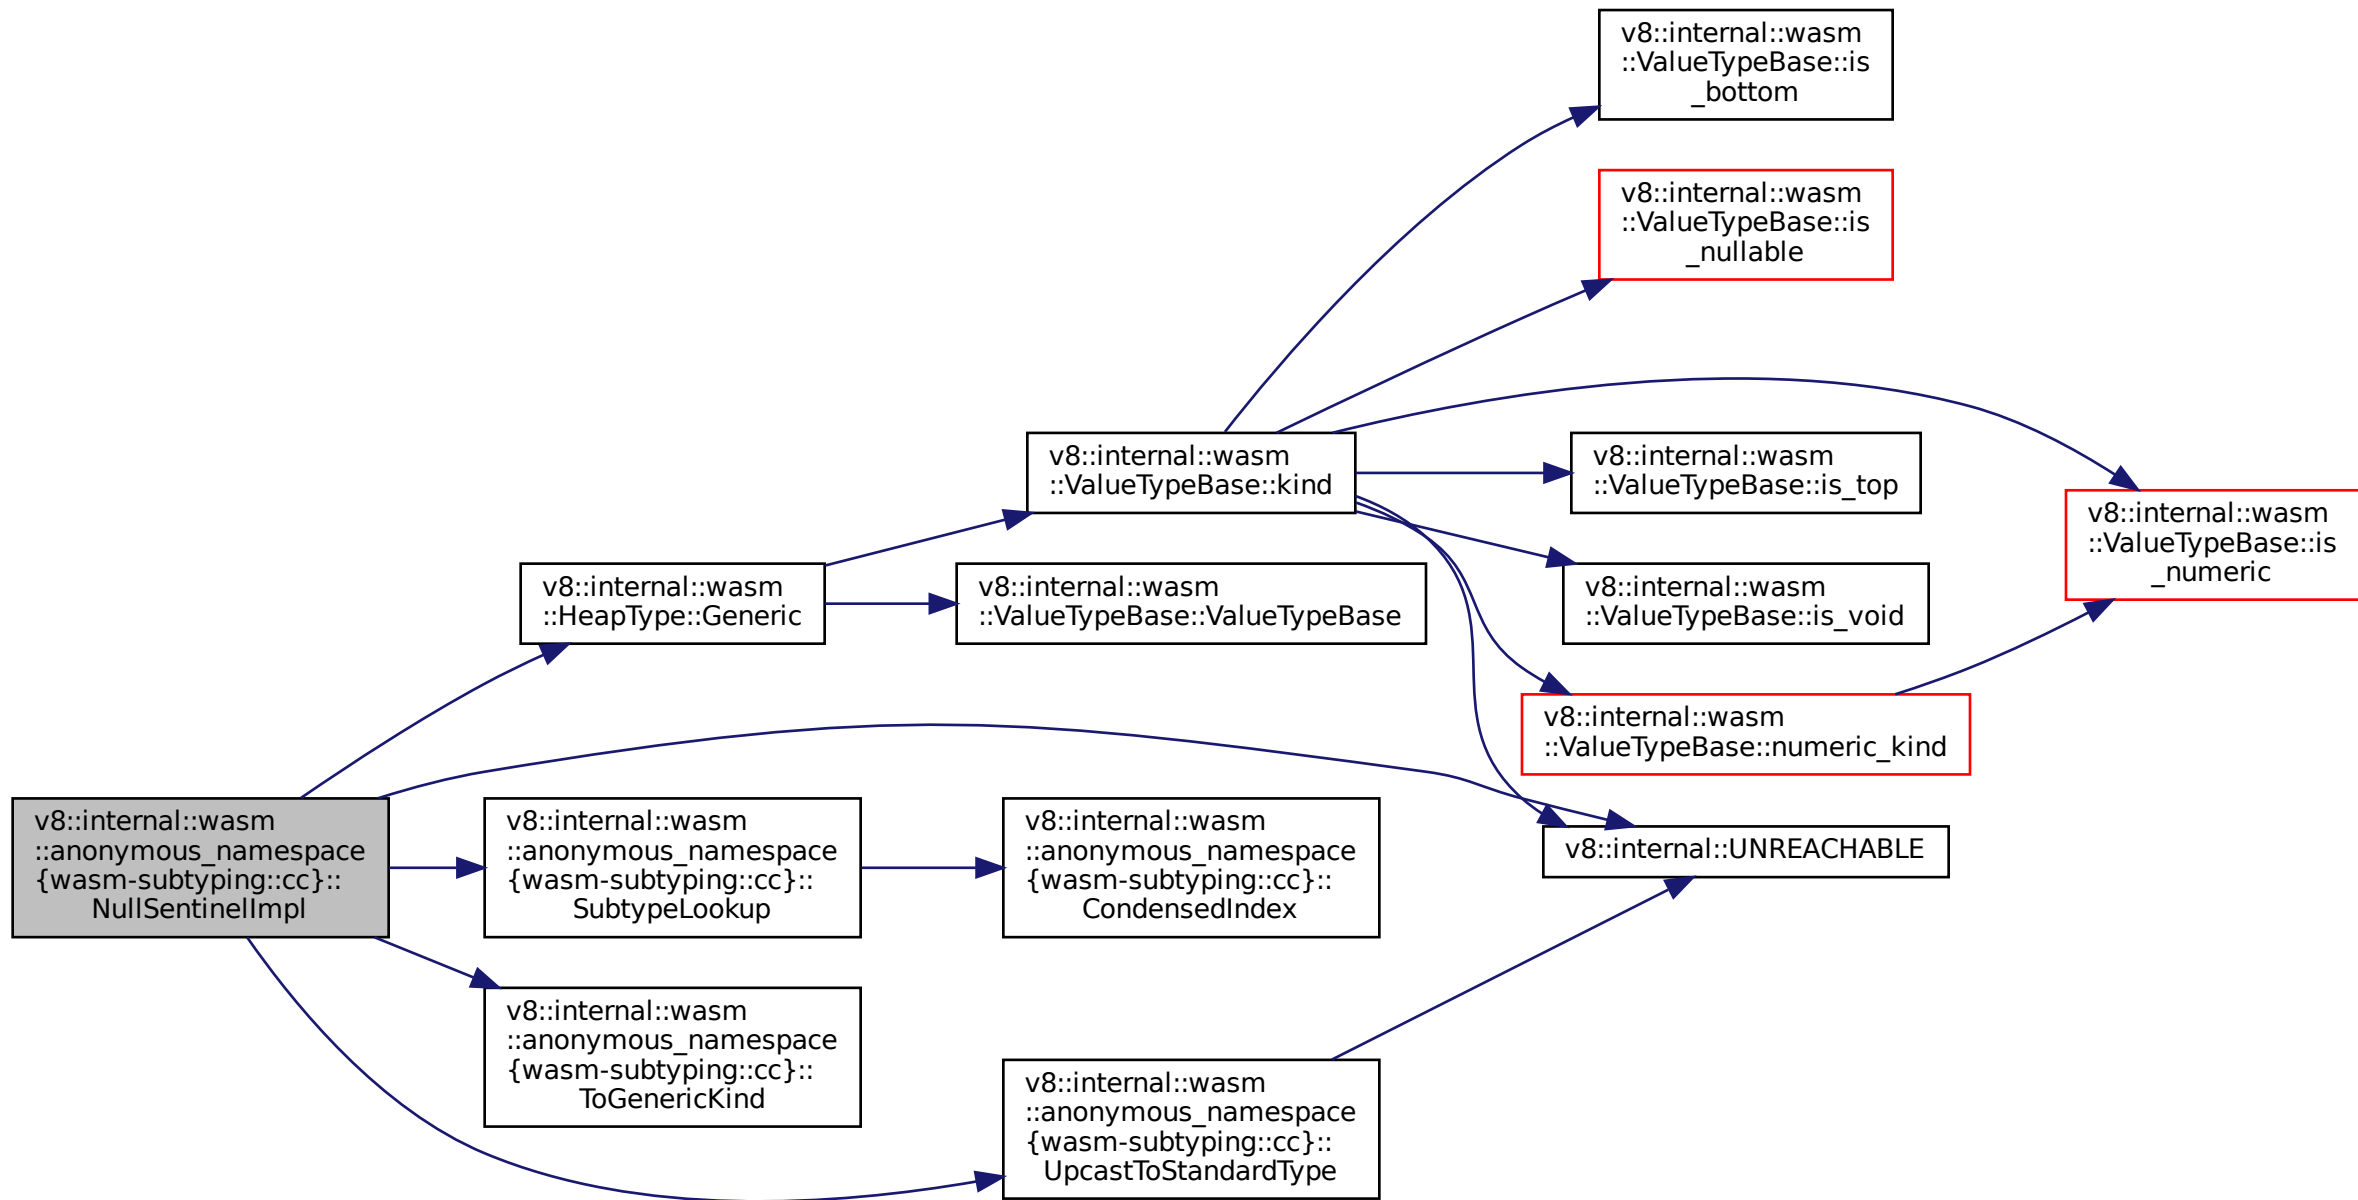 v8::internal::wasm
::anonymous_namespace
{wasm-subtyping::cc}::
NullSentinelImpl
v8::internal::wasm
::HeapType::Generic
v8::internal::wasm
::anonymous_namespace
{wasm-subtyping::cc}::
SubtypeLookup
v8::internal::wasm
::anonymous_namespace
{wasm-subtyping::cc}::
ToGenericKind
v8::internal::wasm
::ValueTypeBase::kind
v8::internal::wasm
::ValueTypeBase::ValueTypeBase
v8::internal::wasm
::anonymous_namespace
{wasm-subtyping::cc}::
CondensedIndex
v8::internal::wasm
::anonymous_namespace
{wasm-subtyping::cc}::
UpcastToStandardType
v8::internal::wasm
::ValueTypeBase::is
_bottom
v8::internal::wasm
::ValueTypeBase::is
_nullable
v8::internal::wasm
::ValueTypeBase::is_top
v8::internal::wasm
::ValueTypeBase::is_void
v8::internal::wasm
::ValueTypeBase::numeric_kind
v8::internal::UNREACHABLE
v8::internal::wasm
::ValueTypeBase::is
_numeric